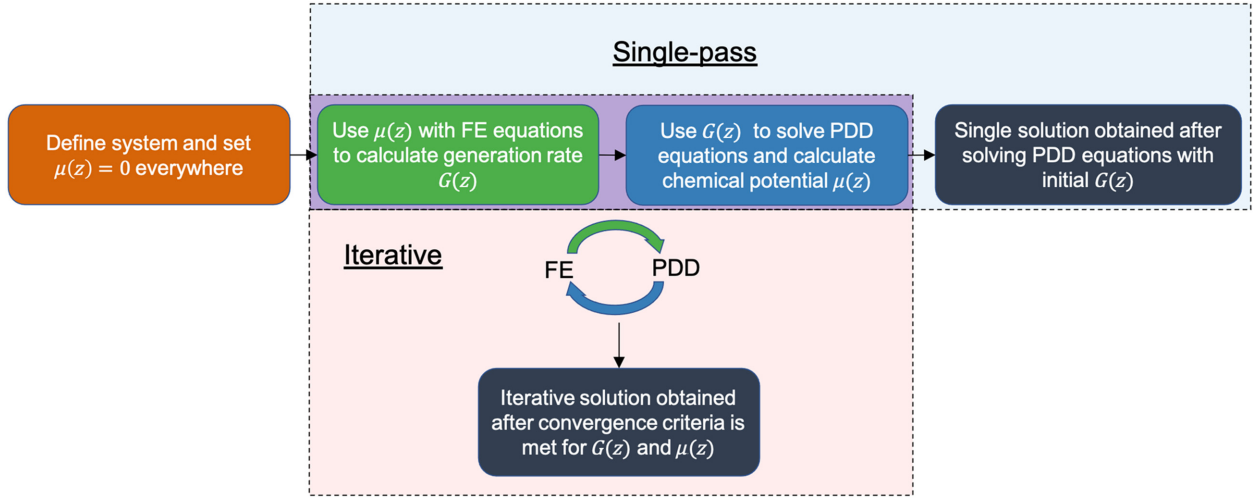 Single-pass
Define system and set
μ(z) = 0 everywhere
Use μ(z) with FE equations
to calculate generation rate
G(z)
Use G(z) to solve PDD
equations and calculate
chemical potential μ(z)
Single solution obtained after
solving PDD equations with
initial G(z)
Iterative
FE
PDD
Iterative solution obtained
after convergence criteria is
met for G(z) and μ(z)